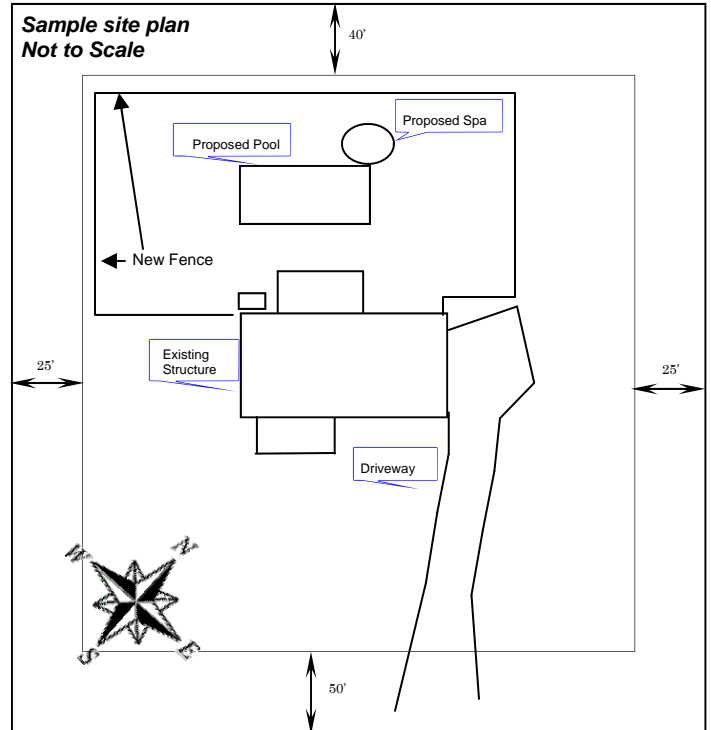 Sample site plan
Not to Scale
40'
Proposed Spa
Proposed Pool
New Fence
Existing
Structure
25'
25'
Driveway
W
N
S
E
50'